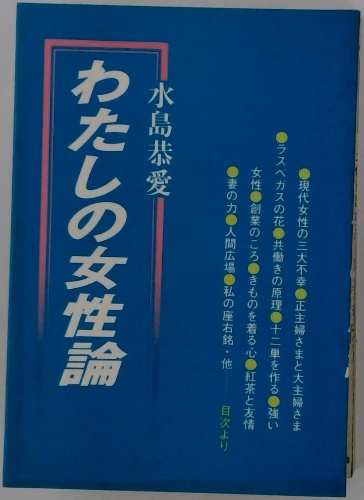 ●現代女性の三大不幸●正主婦さまと大主婦さま
●ラスベガスの花●共働きの原理●十二単を作る●強い
女性●創業のころ●きものを着る心●紅茶と友情
●妻の力●人間広場●私の座右銘・他――目次より
水島恭愛
わたしの女性論